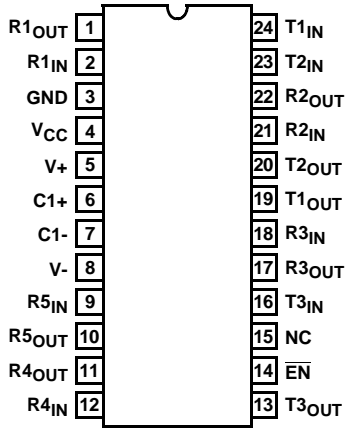 R1OUT 1 24 T1IN
R1IN 2 23 T2IN
GND 3 22 R2OUT
VCC 4 21 R2IN
V+ 5 20 T2OUT
C1+ 6 19 T1OUT
C1- 7 18 R3IN
V- 8 17 R3OUT
R5IN 9 16 T3IN
R5OUT 10 15 NC
R4OUT 11 14 E̅N̅
R4IN 12 13 T3OUT